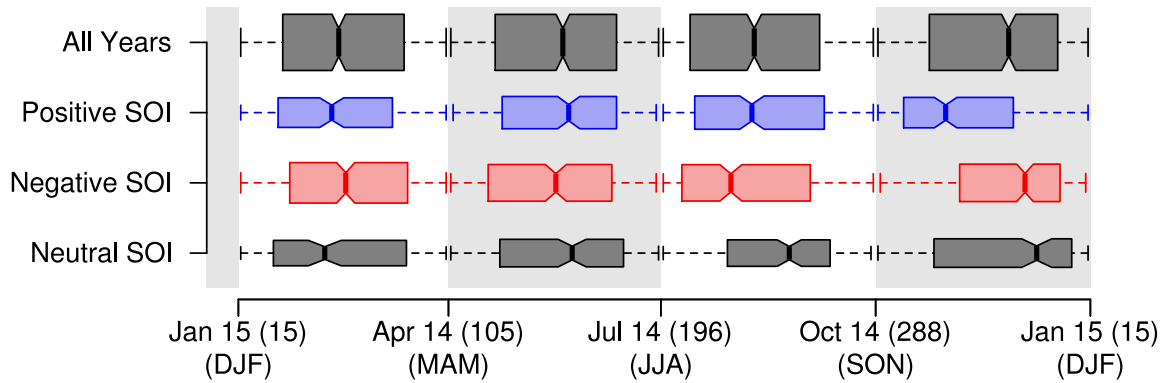 All Years
Positive SOI
Negative SOI
Neutral SOI
Jan 15 (15) Apr 14 (105) Jul 14 (196) Oct 14 (288) Jan 15 (15)
(DJF) (MAM) (JJA) (SON) (DJF)